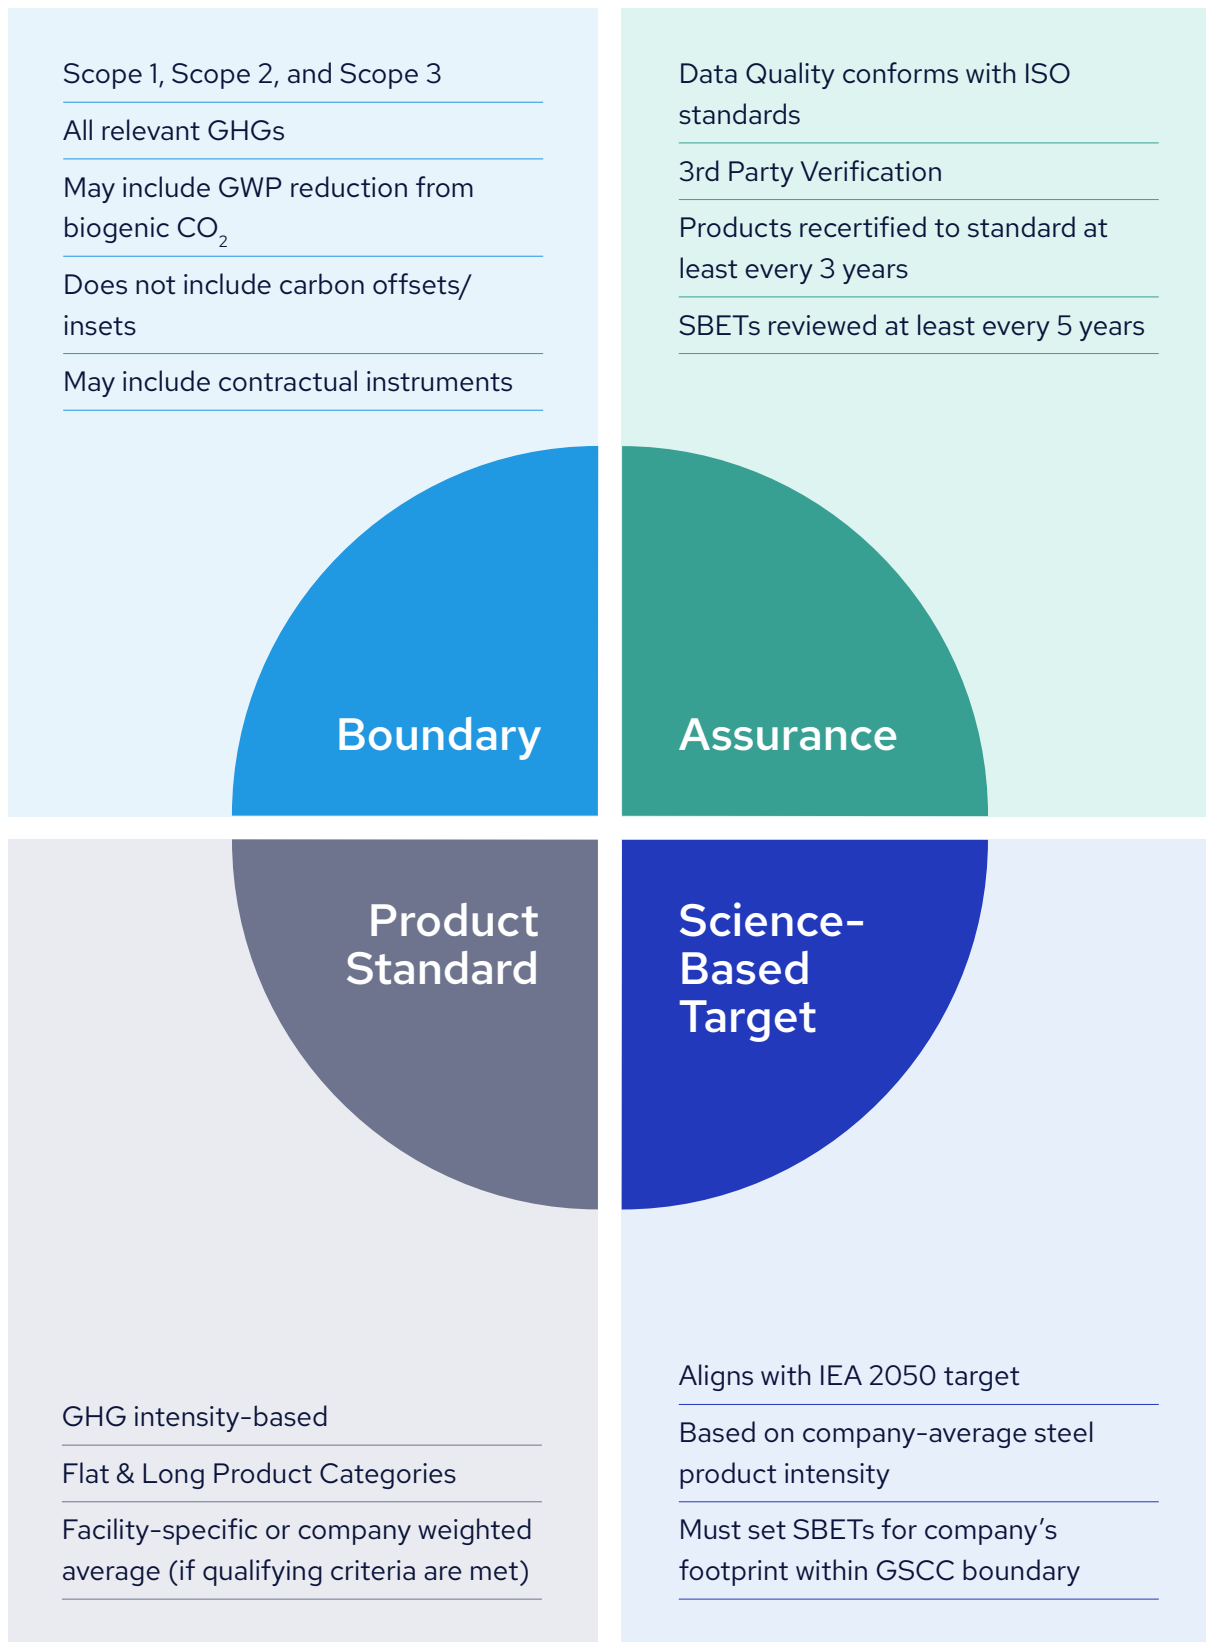 Scope 1, Scope 2, and Scope 3
All relevant GHGs
May include GWP reduction from
biogenic CO₂
Does not include carbon offsets/
insets
May include contractual instruments
Boundary
Data Quality conforms with ISO
standards
3rd Party Verification
Products recertified to standard at
least every 3 years
SBETs reviewed at least every 5 years
Assurance
Product
Standard
GHG intensity-based
Flat & Long Product Categories
Facility-specific or company weighted
average (if qualifying criteria are met)
Science-
Based
Target
Aligns with IEA 2050 target
Based on company-average steel
product intensity
Must set SBETs for company’s
footprint within GSCC boundary